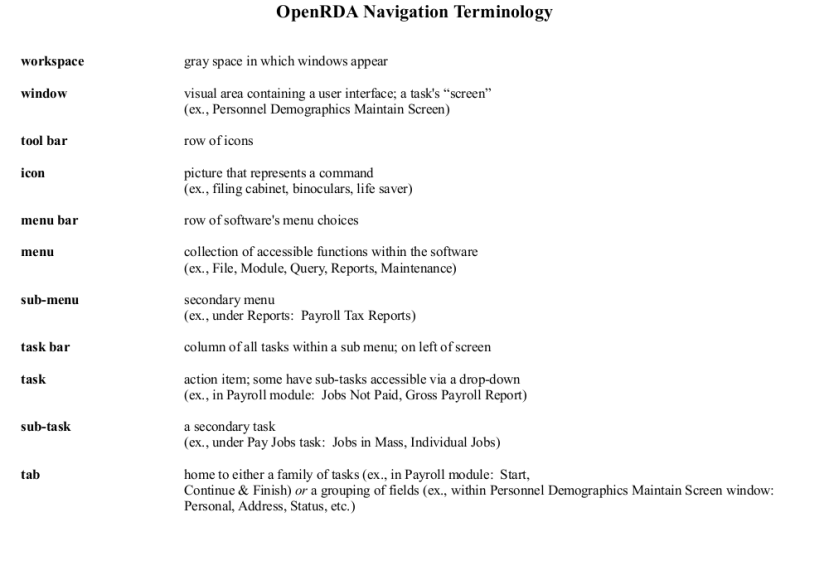 OpenRDA Navigation Terminology
workspace gray space in which windows appear
window visual area containing a user interface; a task's “screen”
(ex., Personnel Demographics Maintain Screen)
tool bar row of icons
icon picture that represents a command
(ex., filing cabinet, binoculars, life saver)
menu bar row of software's menu choices
menu collection of accessible functions within the software
(ex., File, Module, Query, Reports, Maintenance)
sub-menu secondary menu
(ex., under Reports: Payroll Tax Reports)
task bar column of all tasks within a sub menu; on left of screen
task action item; some have sub-tasks accessible via a drop-down
(ex., in Payroll module: Jobs Not Paid, Gross Payroll Report)
sub-task a secondary task
(ex., under Pay Jobs task: Jobs in Mass, Individual Jobs)
tab home to either a family of tasks (ex., in Payroll module: Start,
Continue & Finish) or a grouping of fields (ex., within Personnel Demographics Maintain Screen window:
Personal, Address, Status, etc.)